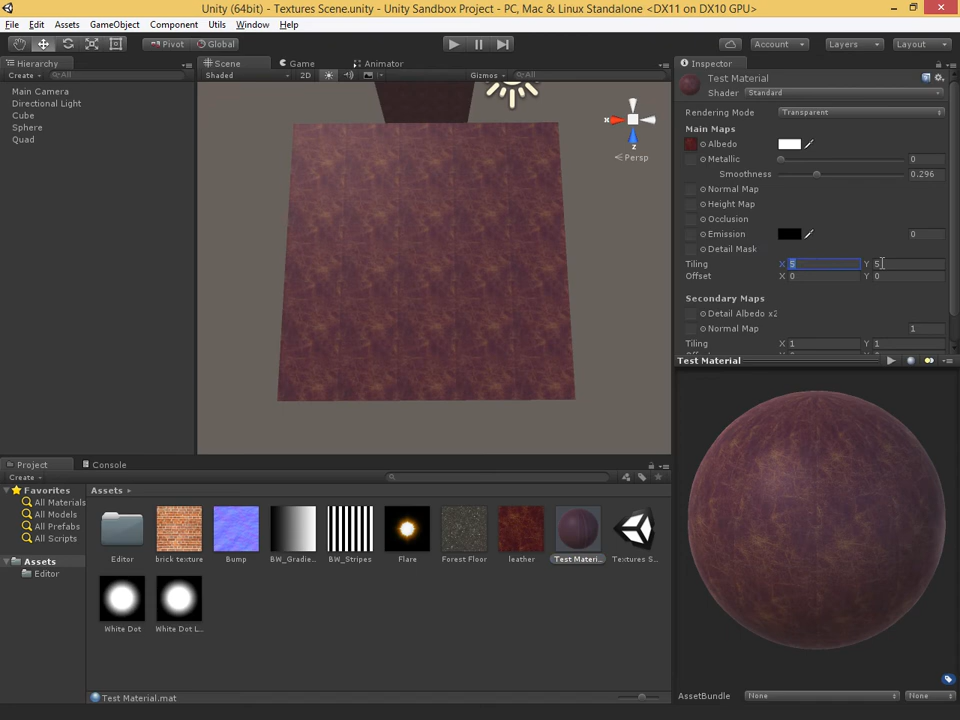 Unity (64bit) - Textures Scene.unity - Unity Sandbox Project - PC, Mac & Linux Standalone <DX11 on DX10 GPU>
File Edit Assets GameObject Component Tools Window Help
Pivot Global Account Layers Layout
Hierarchy
Create All
Main Camera
Directional Light
Cube
Sphere
Quad
Scene Game Animator
Shaded 2D Gizmos All
z
Persp
Inspector
Test Material
Shader Standard
Rendering Mode Transparent
Main Maps
Albedo
Metallic 0
Smoothness 0.296
Normal Map
Height Map
Occlusion
Emission 0
Detail Mask
Tiling X 5 Y 5
Offset X 0 Y 0
Secondary Maps
Detail Albedo x2
Normal Map 1
Tiling X 1 Y 1
Test Material
Project Console
Create
Favorites
All Materials
All Models
All Prefabs
All Scripts
Assets
Editor
Assets
Editor brick texture Bump BW_Gradie... BW_Stripes Flare Forest Floor leather Test Materi... Textures S...
White Dot White Dot L...
Test Material.mat
AssetBundle None None